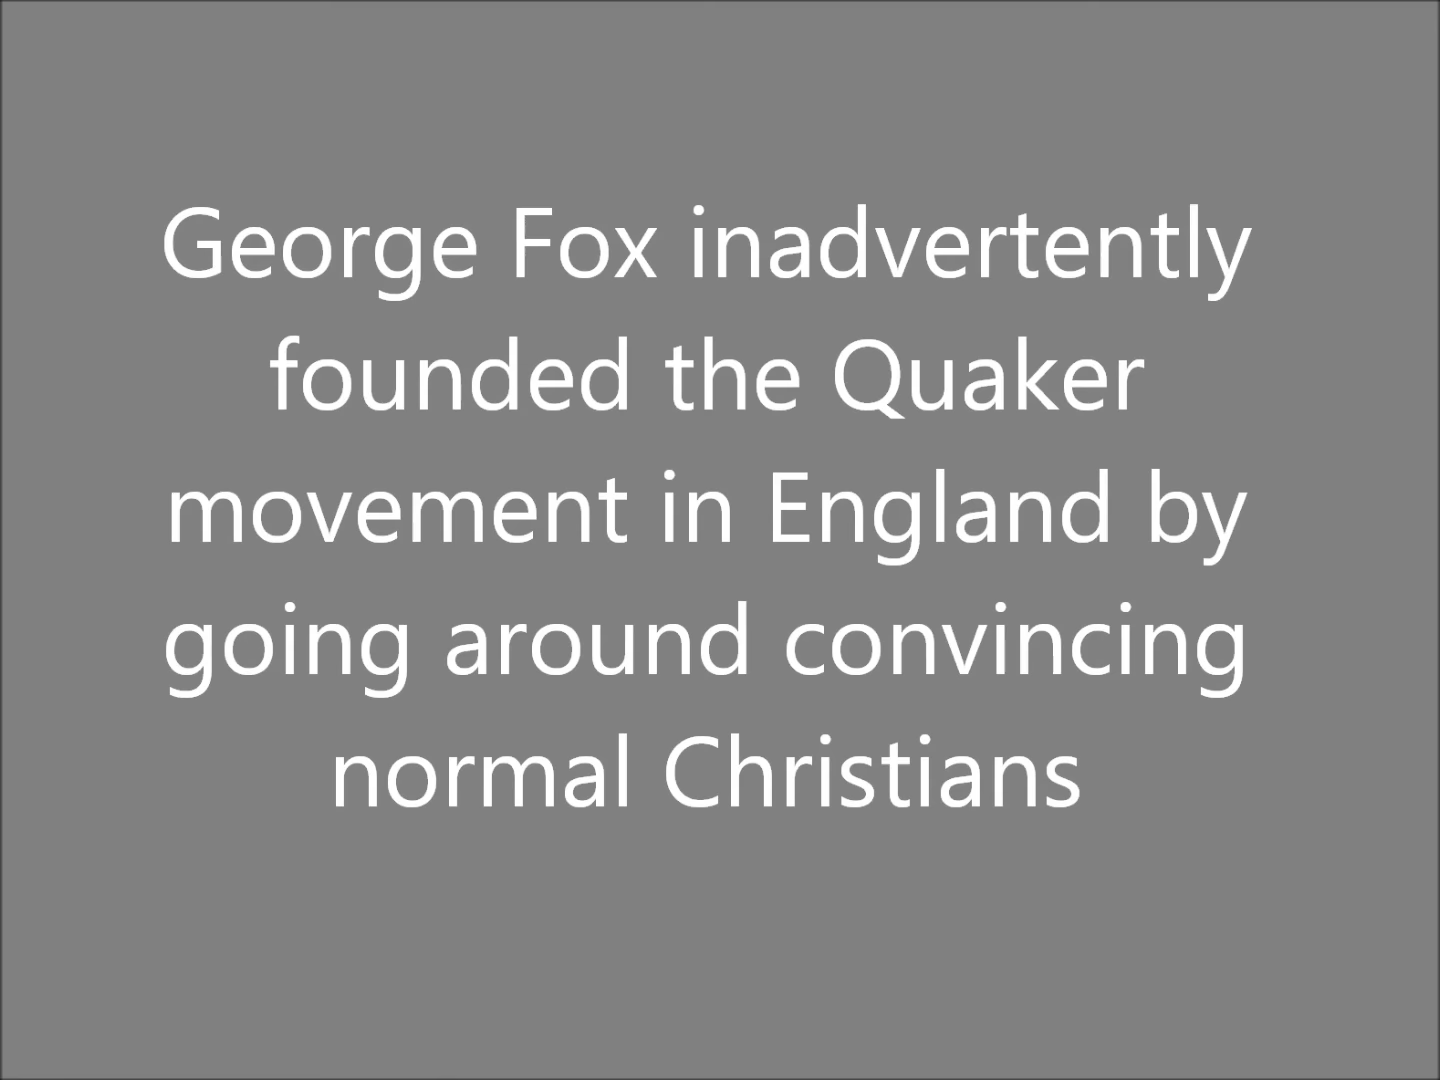 George Fox inadvertently
founded the Quaker
movement in England by
going around convincing
normal Christians